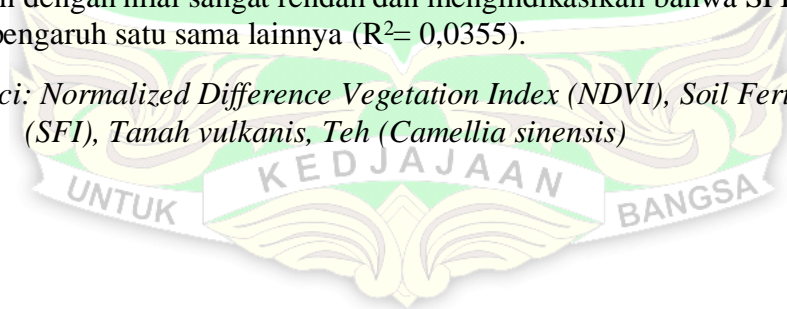 dengan nilai sangat rendah dan mengindikasikan bahwa SFI
pengaruh satu sama lainnya (R²= 0,0355).
ci: Normalized Difference Vegetation Index (NDVI), Soil Fert
(SFI), Tanah vulkanis, Teh (Camellia sinensis)
UNTUK KEDJAJAAN BANGSA